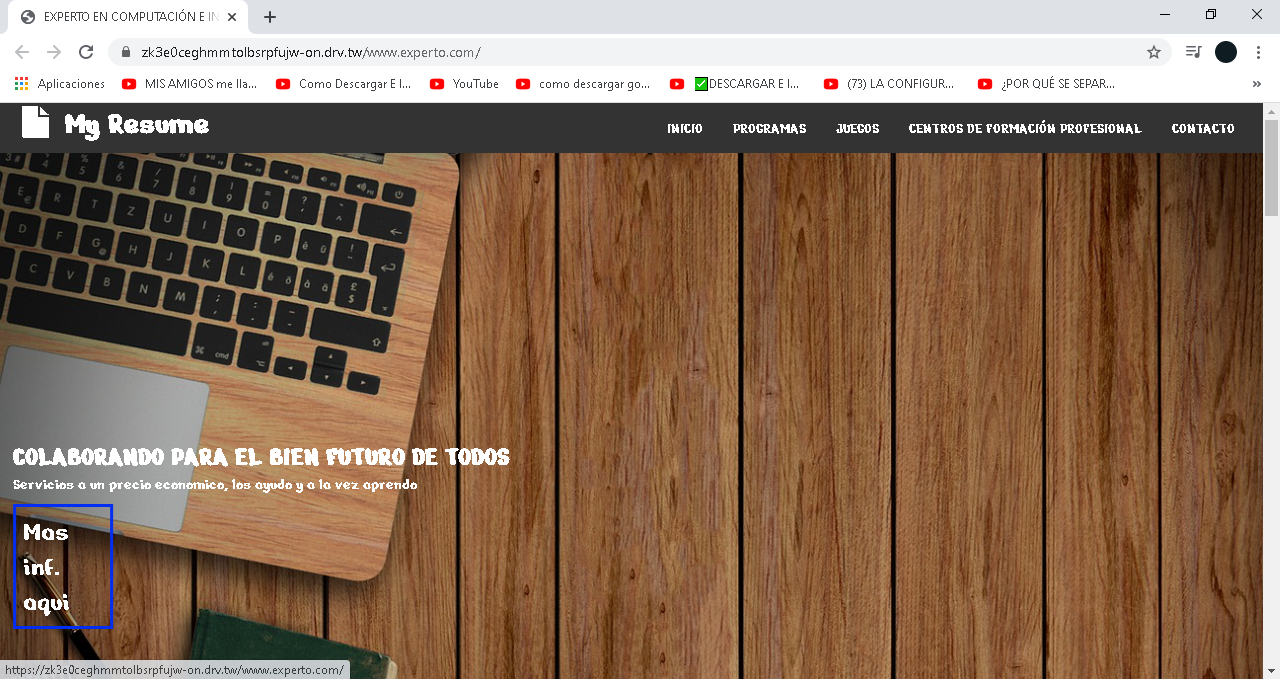 EXPERTO EN COMPUTACIÓN E IN
zk3e0ceghmmtolbsrpfujw-on.drv.tw/www.experto.com/
Aplicaciones MIS AMIGOS me lla... Como Descargar E I... YouTube como descargar go... ✅DESCARGAR E I... (73) LA CONFIGUR... ¿POR QUÉ SE SEPAR... »
My Resume INICIO PROGRAMAS JUEGOS CENTROS DE FORMACIÓN PROFESIONAL CONTACTO
COLABORANDO PARA EL BIEN FUTURO DE TODOS
Servicios a un precio economico, los ayudo y a la vez aprendo
Mas
inf.
aqui
https://zk3e0ceghmmtolbsrpfujw-on.drv.tw/www.experto.com/